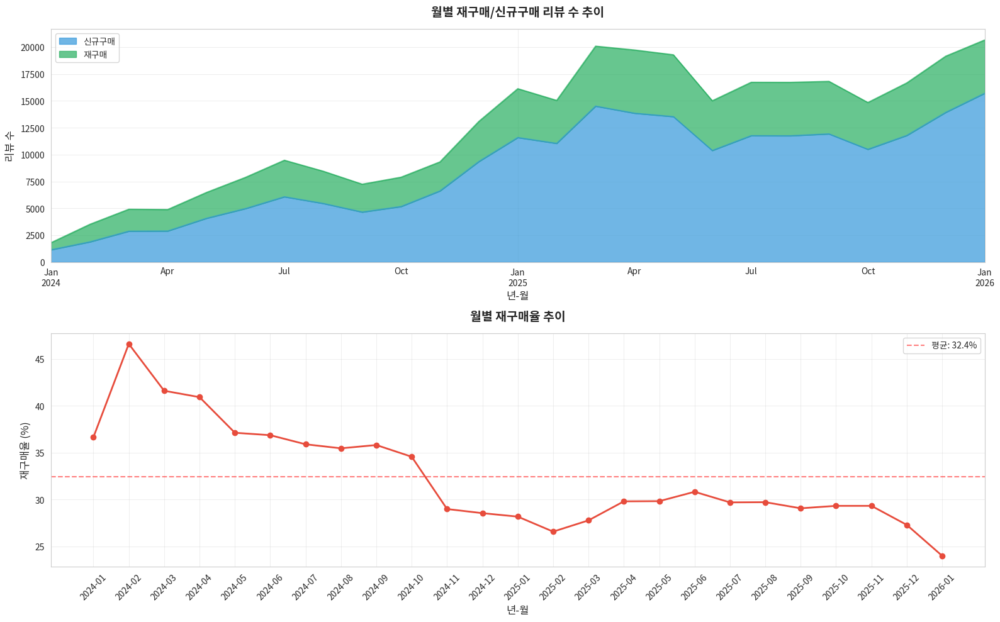 월별 재구매/신규구매 리뷰 수 추이
신규구매
재구매
리뷰 수
20000
17500
15000
12500
10000
7500
5000
2500
0
Jan
2024
Apr
Jul
Oct
Jan
2025
Apr
Jul
Oct
Jan
2026
년-월
월별 재구매율 추이
평균: 32.4%
재구매율 (%)
45
40
35
30
25
2024-01
2024-02
2024-03
2024-04
2024-05
2024-06
2024-07
2024-08
2024-09
2024-10
2024-11
2024-12
2025-01
2025-02
2025-03
2025-04
2025-05
2025-06
2025-07
2025-08
2025-09
2025-10
2025-11
2025-12
2026-01
년-월